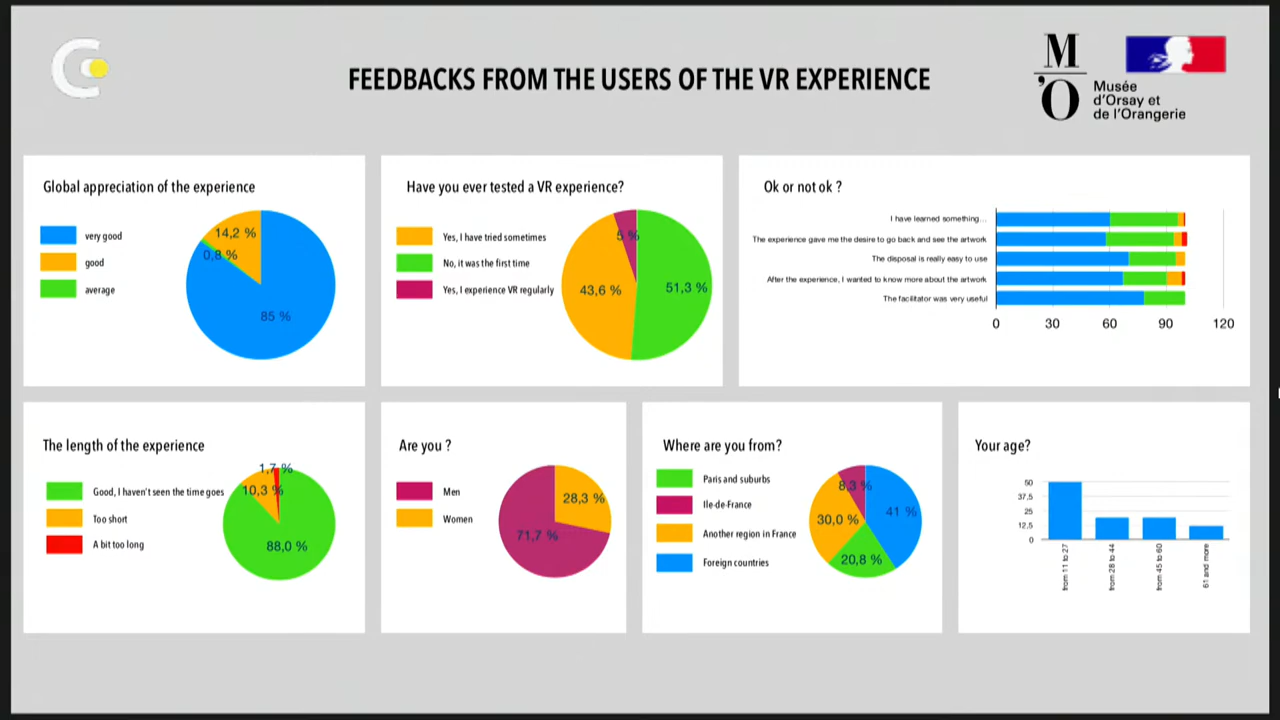 FEEDBACKS FROM THE USERS OF THE VR EXPERIENCE
M
'O
Musée
d'Orsay et
de l'Orangerie
Global appreciation of the experience
very good
good
average
14,2 %
0,8 %
85 %
Have you ever tested a VR experience?
Yes, I have tried sometimes
No, it was the first time
Yes, I experience VR regularly
5 %
43,6 %
51,3 %
Ok or not ok ?
I have learned something…
The experience gave me the desire to go back and see the artwork
The disposal is really easy to use
After the experience, I wanted to know more about the artwork
The facilitator was very useful
0 30 60 90 120
The length of the experience
Good, I haven't seen the time goes
Too short
A bit too long
1,7 %
10,3 %
88,0 %
Are you ?
Men
Women
28,3 %
71,7 %
Where are you from?
Paris and suburbs
Ile-de-France
Another region in France
Foreign countries
8,3 %
41 %
30,0 %
20,8 %
Your age?
50
37,5
25
12,5
0
from 11 to 27
from 28 to 44
from 45 to 60
61 and more